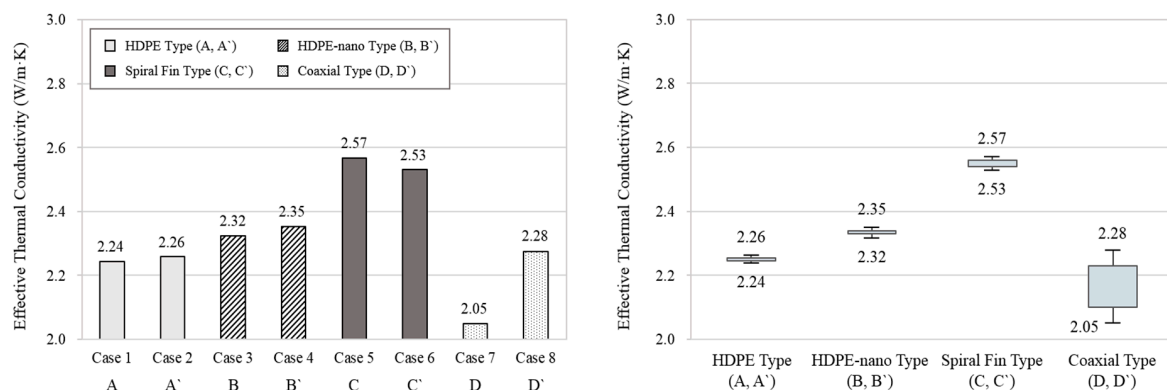 Effective Thermal Conductivity (W/m·K)
3.0
2.8
2.6
2.4
2.2
2.0
HDPE Type (A, A`)
HDPE-nano Type (B, B`)
Spiral Fin Type (C, C`)
Coaxial Type (D, D`)
2.24
2.26
2.32
2.35
2.57
2.53
2.05
2.28
Case 1 Case 2 Case 3 Case 4 Case 5 Case 6 Case 7 Case 8
A A` B B` C C` D D`
Effective Thermal Conductivity (W/m·K)
3.0
2.8
2.6
2.4
2.2
2.0
2.26
2.24
2.35
2.32
2.57
2.53
2.28
2.05
HDPE Type
(A, A`)
HDPE-nano Type
(B, B`)
Spiral Fin Type
(C, C`)
Coaxial Type
(D, D`)